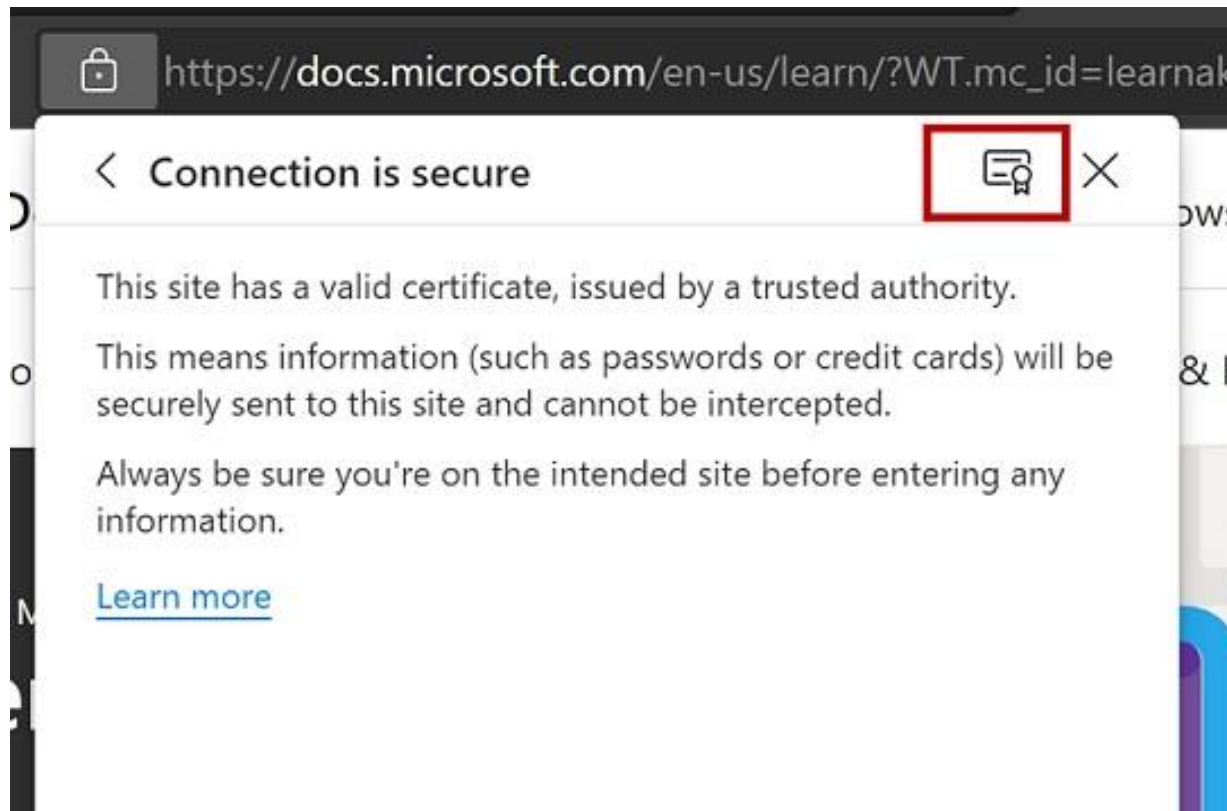 https://docs.microsoft.com/en-us/learn/?WT.mc_id=learnak
Connection is secure
This site has a valid certificate, issued by a trusted authority.
This means information (such as passwords or credit cards) will be
securely sent to this site and cannot be intercepted.
Always be sure you're on the intended site before entering any
information.
Learn more